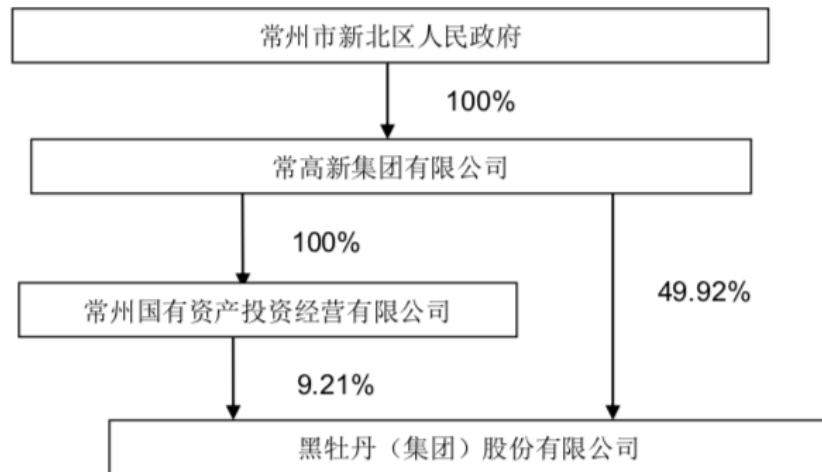 常州市新北区人民政府
100%
常高新集团有限公司
100%
49.92%
常州国有资产投资经营有限公司
9.21%
黑牡丹（集团）股份有限公司